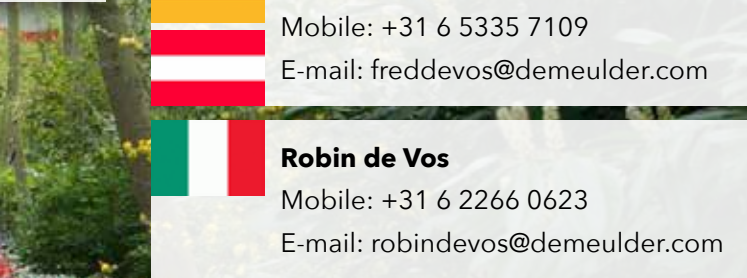 Mobile: +31 6 5335 7109
E-mail: freddevos@demeulder.com
Robin de Vos
Mobile: +31 6 2266 0623
E-mail: robindevos@demeulder.com